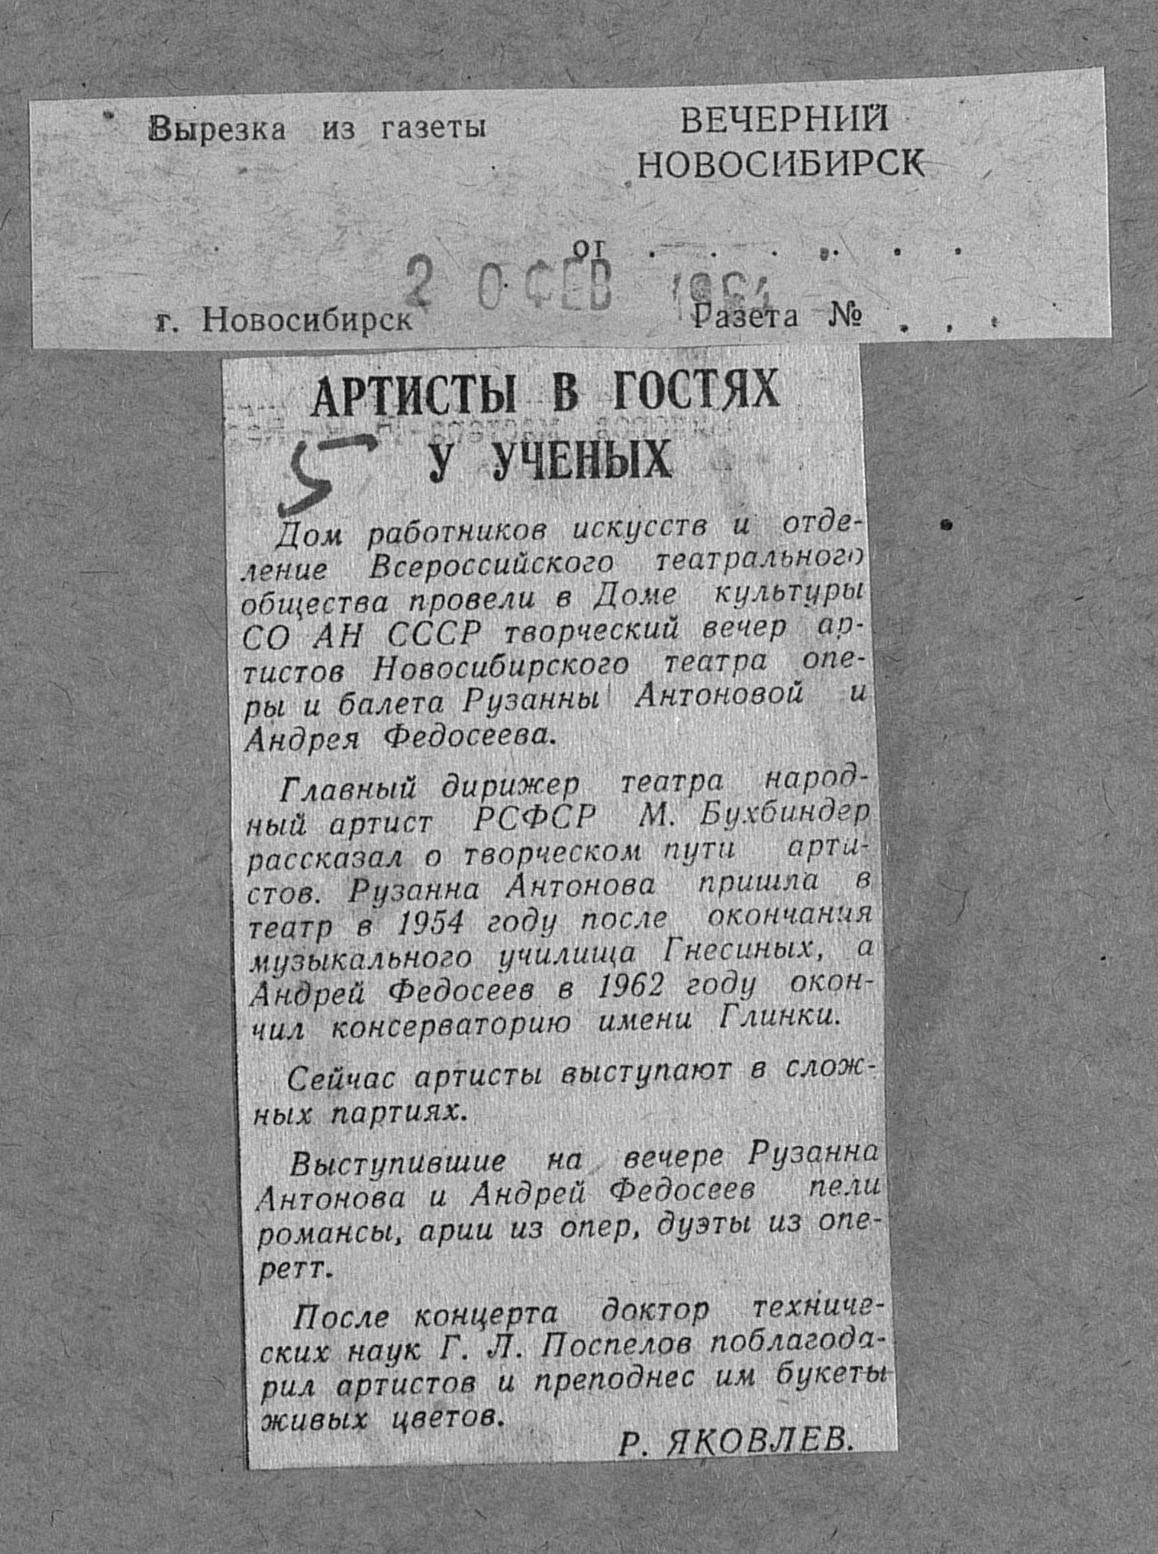 Вырезка из газеты
ВЕЧЕРНИЙ
НОВОСИБИРСК
от . . . . . .
2 0 ФЕВ 1964
г. Новосибирск Газета № . . .
АРТИСТЫ В ГОСТЯХ
У УЧЕНЫХ
5
Дом работников искусств и отде-
ление Всероссийского театрального
общества провели в Доме культуры
СО АН СССР творческий вечер ар-
тистов Новосибирского театра опе-
ры и балета Рузанны Антоновой и
Андрея Федосеева.
Главный дирижер театра народ-
ный артист РСФСР М. Бухбиндер
рассказал о творческом пути арти-
стов. Рузанна Антонова пришла в
театр в 1954 году после окончания
музыкального училища Гнесиных, а
Андрей Федосеев в 1962 году окон-
чил консерваторию имени Глинки.
Сейчас артисты выступают в слож-
ных партиях.
Выступившие на вечере Рузанна
Антонова и Андрей Федосеев пели
романсы, арии из опер, дуэты из опе-
ретт.
После концерта доктор техниче-
ских наук Г. Л. Поспелов поблагода-
рил артистов и преподнес им букеты
живых цветов.
Р. ЯКОВЛЕВ.